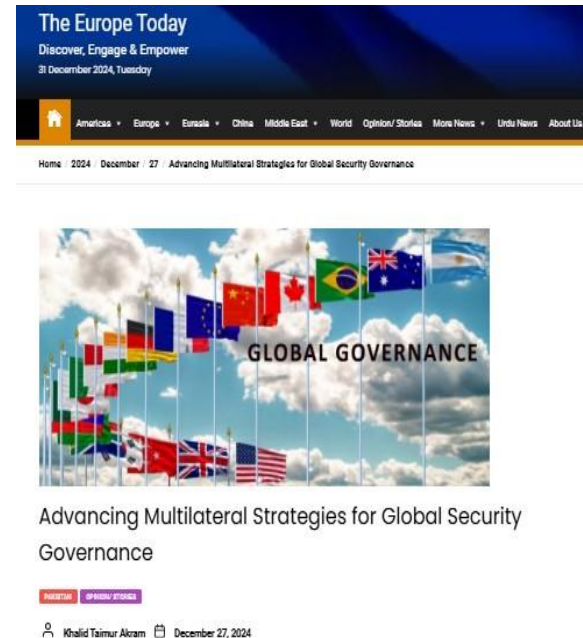 The Europe Today
Discover, Engage & Empower
31 December 2024, Tuesday
Americas Europe Eurasia China Middle East World Opinion/ Stories More News Urdu News About Us
Home / 2024 / December / 27 / Advancing Multilateral Strategies for Global Security Governance
GLOBAL GOVERNANCE
Advancing Multilateral Strategies for Global Security
Governance
PAKISTAN OPINION/ STORIES
Khalid Taimur Akram December 27, 2024